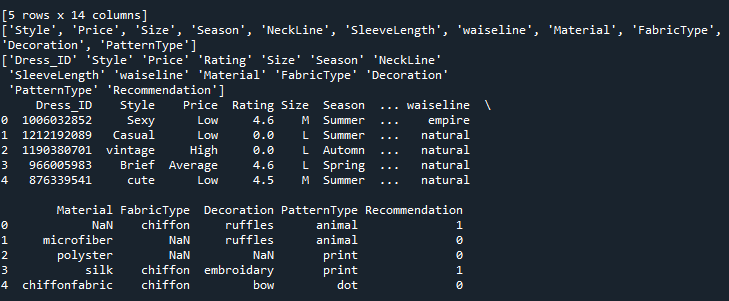 [5 rows x 14 columns]
['Style', 'Price', 'Size', 'Season', 'NeckLine', 'SleeveLength', 'waiseline', 'Material', 'FabricType',
'Decoration', 'PatternType']
['Dress_ID' 'Style' 'Price' 'Rating' 'Size' 'Season' 'NeckLine'
 'SleeveLength' 'waiseline' 'Material' 'FabricType' 'Decoration'
 'PatternType' 'Recommendation']
     Dress_ID    Style    Price  Rating Size  Season  ... waiseline  \
0  1006032852     Sexy      Low     4.6    M  Summer  ...    empire
1  1212192089   Casual      Low     0.0    L  Summer  ...   natural
2  1190380701  vintage     High     0.0    L  Automn  ...   natural
3   966005983    Brief  Average     4.6    L  Spring  ...   natural
4   876339541     cute      Low     4.5    M  Summer  ...   natural

        Material FabricType  Decoration PatternType Recommendation
0            NaN    chiffon     ruffles      animal              1
1     microfiber        NaN     ruffles      animal              0
2       polyster        NaN         NaN       print              0
3           silk    chiffon  embroidary       print              1
4  chiffonfabric    chiffon         bow         dot              0